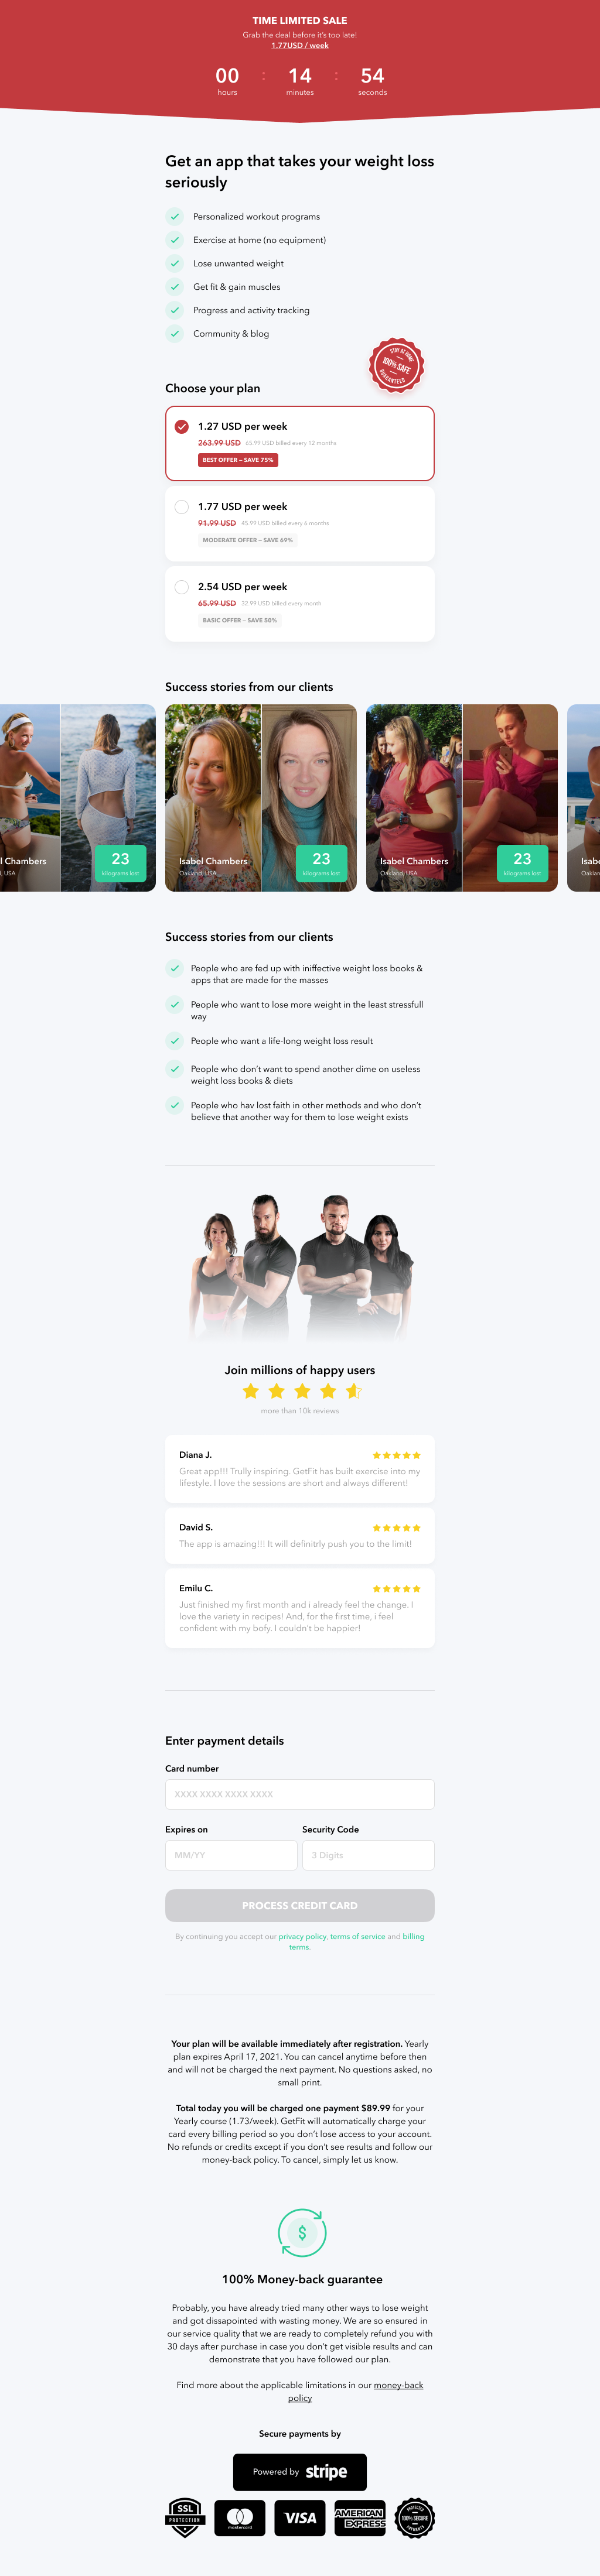 TIME LIMITED SALE
Grab the deal before it's too late!
1.77USD / week
00 : 14 : 54
hours minutes seconds
Get an app that takes your weight loss
seriously
Personalized workout programs
Exercise at home (no equipment)
Lose unwanted weight
Get fit & gain muscles
Progress and activity tracking
Community & blog
STAY AT HOME
100% SAFE
GUARANTEED
Choose your plan
1.27 USD per week
263.99 USD 65.99 USD billed every 12 months
BEST OFFER – SAVE 75%
1.77 USD per week
91.99 USD 45.99 USD billed every 6 months
MODERATE OFFER – SAVE 69%
2.54 USD per week
65.99 USD 32.99 USD billed every month
BASIC OFFER – SAVE 50%
Success stories from our clients
l Chambers
, USA
23
kilograms lost
Isabel Chambers
Oakland, USA
23
kilograms lost
Isabel Chambers
Oakland, USA
23
kilograms lost
Isabe
Oaklan
Success stories from our clients
People who are fed up with iniffective weight loss books &
apps that are made for the masses
People who want to lose more weight in the least stressfull
way
People who want a life-long weight loss result
People who don't want to spend another dime on useless
weight loss books & diets
People who hav lost faith in other methods and who don't
believe that another way for them to lose weight exists
Join millions of happy users
more than 10k reviews
Diana J.
Great app!!! Trully inspiring. GetFit has built exercise into my
lifestyle. I love the sessions are short and always different!
David S.
The app is amazing!!! It will definitrly push you to the limit!
Emilu C.
Just finished my first month and i already feel the change. I
love the variety in recipes! And, for the first time, i feel
confident with my bofy. I couldn't be happier!
Enter payment details
Card number
XXXX XXXX XXXX XXXX
Expires on Security Code
MM/YY 3 Digits
PROCESS CREDIT CARD
By continuing you accept our privacy policy, terms of service and billing
terms.
Your plan will be available immediately after registration. Yearly
plan expires April 17, 2021. You can cancel anytime before then
and will not be charged the next payment. No questions asked, no
small print.
Total today you will be charged one payment $89.99 for your
Yearly course (1.73/week). GetFit will automatically charge your
card every billing period so you don't lose access to your account.
No refunds or credits except if you don't see results and follow our
money-back policy. To cancel, simply let us know.
$
100% Money-back guarantee
Probably, you have already tried many other ways to lose weight
and got dissapointed with wasting money. We are so ensured in
our service quality that we are ready to completely refund you with
30 days after purchase in case you don't get visible results and can
demonstrate that you have followed our plan.
Find more about the applicable limitations in our money-back
policy
Secure payments by
Powered by stripe
SSL
PROTECTION
mastercard
VISA
AMERICAN
EXPRESS
PROTECTED
100% SECURE
PAYMENTS